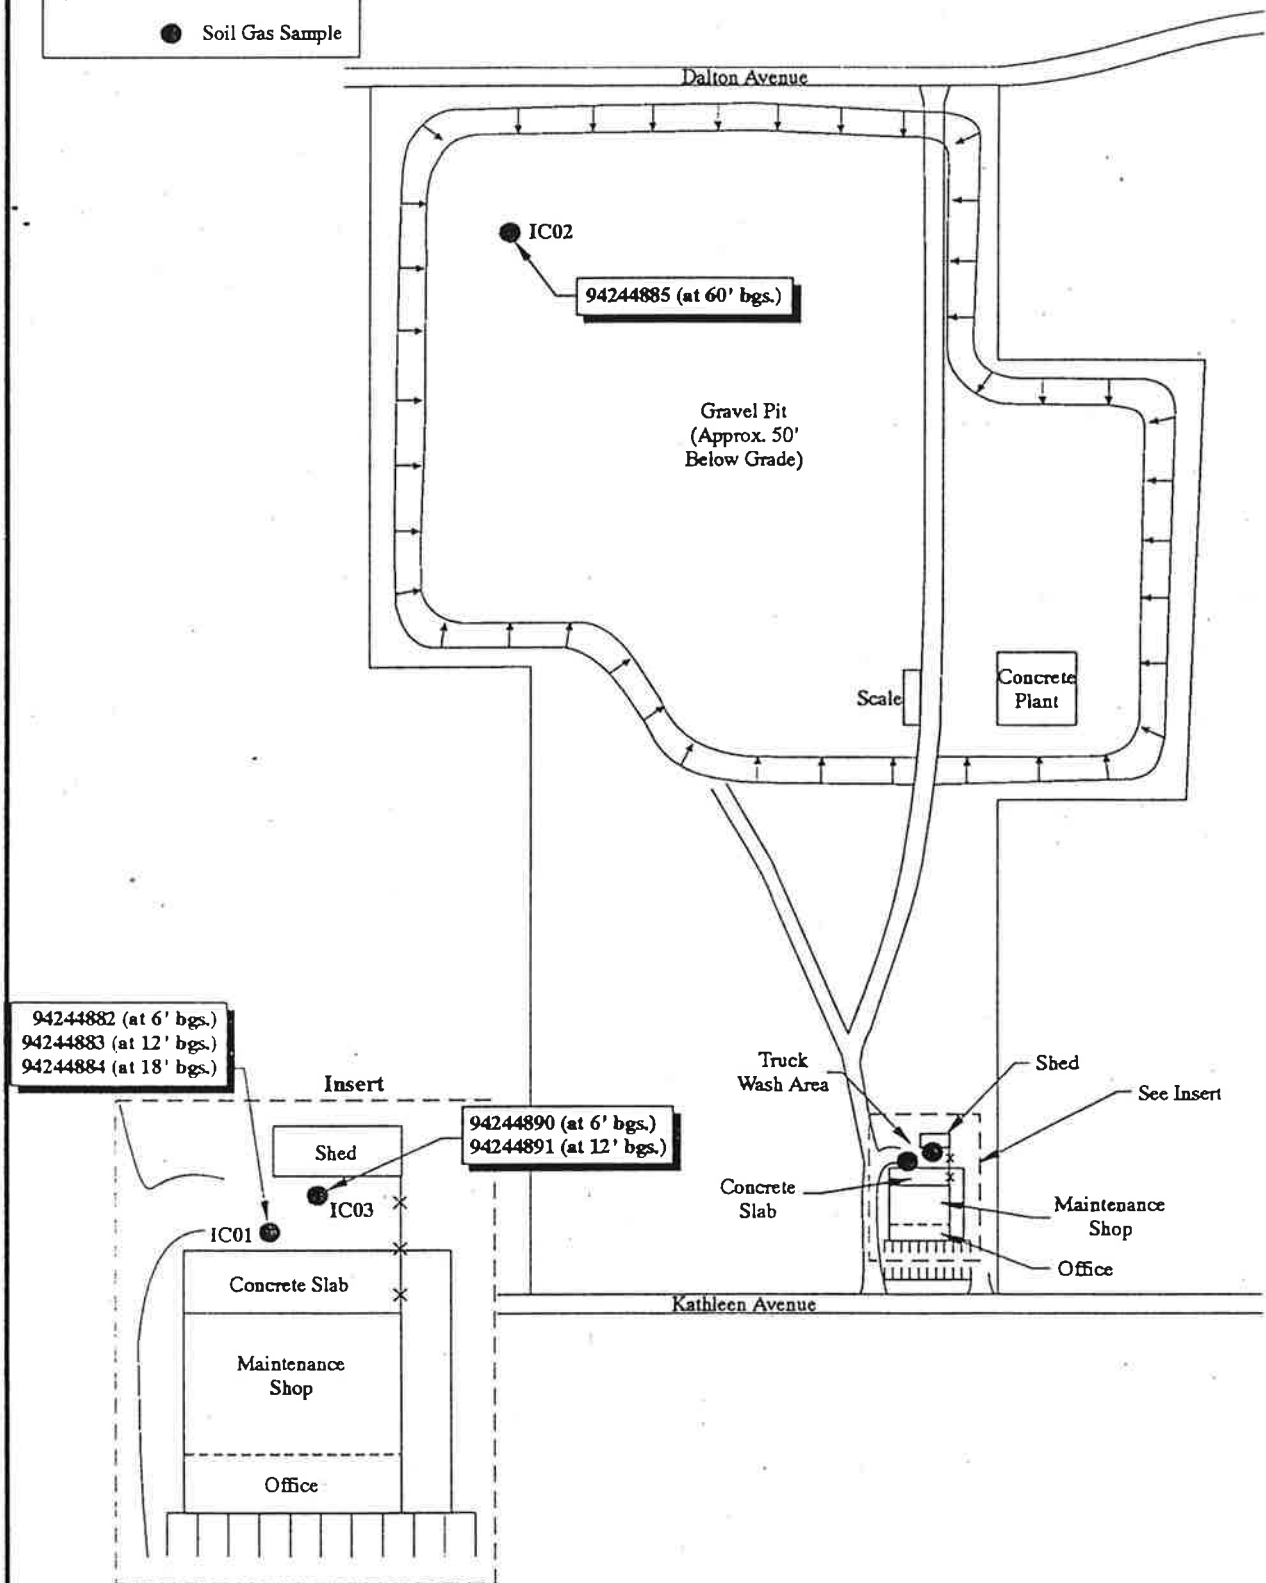 Soil Gas Sample
Dalton Avenue
IC02
94244885 (at 60' bgs.)
Gravel Pit
(Approx. 50'
Below Grade)
Scale
Concrete
Plant
94244882 (at 6' bgs.)
94244883 (at 12' bgs.)
94244884 (at 18' bgs.)
Insert
94244890 (at 6' bgs.)
94244891 (at 12' bgs.)
Shed
IC03
IC01
Concrete Slab
Maintenance
Shop
Office
Truck
Wash Area
Shed
See Insert
Concrete
Slab
Maintenance
Shop
Office
Kathleen Avenue